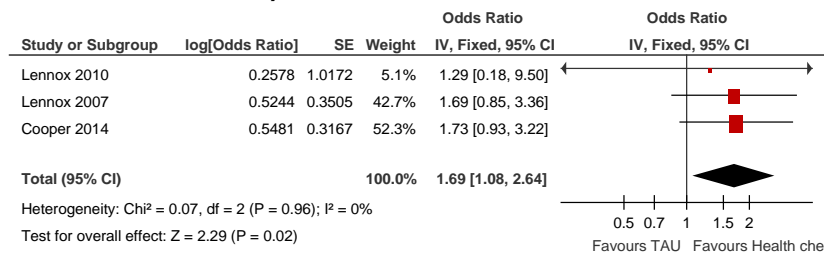 Odds Ratio Odds Ratio
Study or Subgroup log[Odds Ratio] SE Weight IV, Fixed, 95% CI IV, Fixed, 95% CI
Lennox 2010 0.2578 1.0172 5.1% 1.29 [0.18, 9.50]
Lennox 2007 0.5244 0.3505 42.7% 1.69 [0.85, 3.36]
Cooper 2014 0.5481 0.3167 52.3% 1.73 [0.93, 3.22]
Total (95% CI) 100.0% 1.69 [1.08, 2.64]
Heterogeneity: Chi² = 0.07, df = 2 (P = 0.96); I² = 0%
Test for overall effect: Z = 2.29 (P = 0.02)
0.5 0.7 1 1.5 2
Favours TAU Favours Health che